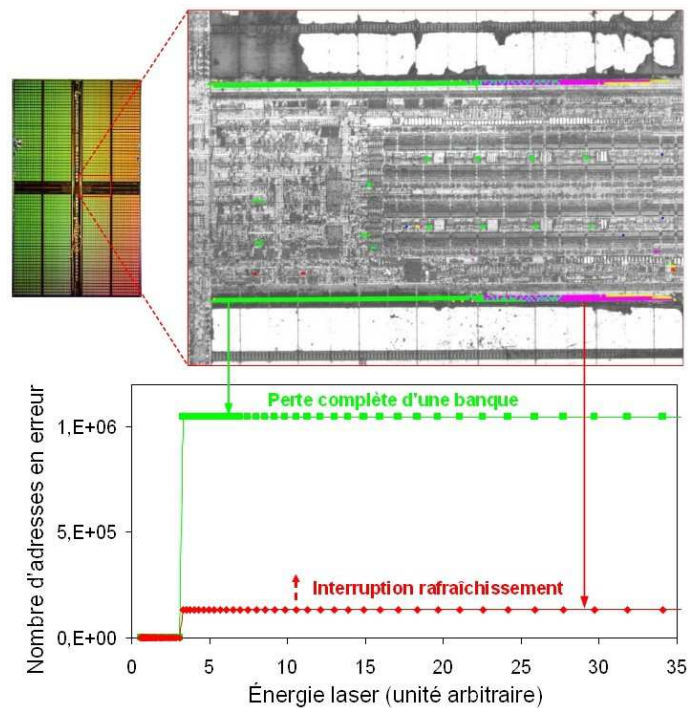 Perte complète d'une banque
Interruption rafraîchissement
Nombre d'adresses en erreur
1,E+06
5,E+05
0,E+00
0 5 10 15 20 25 30 35
Énergie laser (unité arbitraire)